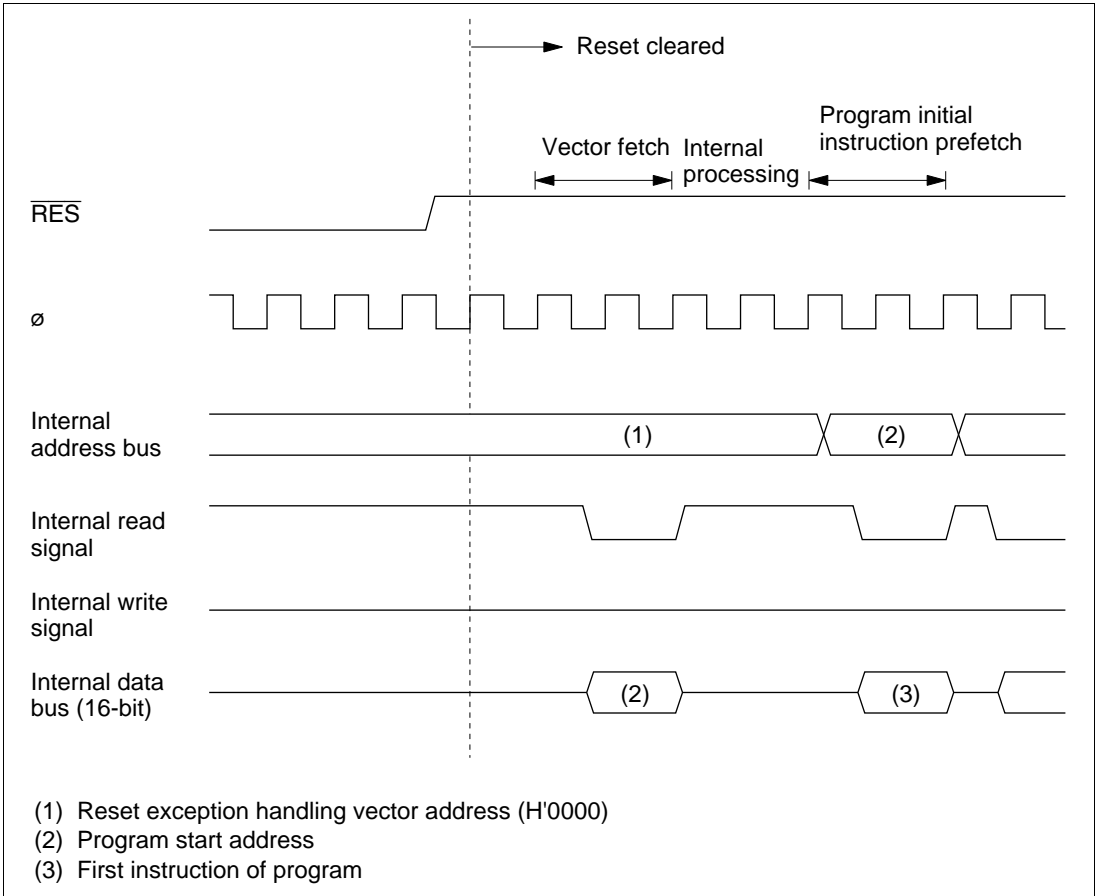 Reset cleared
Program initial
instruction prefetch
Vector fetch
Internal
processing
RES
ø
Internal
address bus
(1)
(2)
Internal read
signal
Internal write
signal
Internal data
bus (16-bit)
(2)
(3)
(1) Reset exception handling vector address (H'0000)
(2) Program start address
(3) First instruction of program